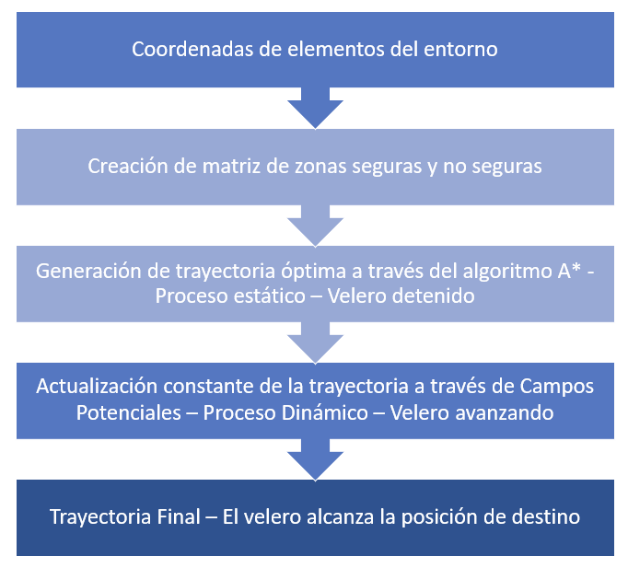 Coordenadas de elementos del entorno
Creación de matriz de zonas seguras y no seguras
Generación de trayectoria óptima a través del algoritmo A* -
Proceso estático – Velero detenido
Actualización constante de la trayectoria a través de Campos
Potenciales – Proceso Dinámico – Velero avanzando
Trayectoria Final – El velero alcanza la posición de destino